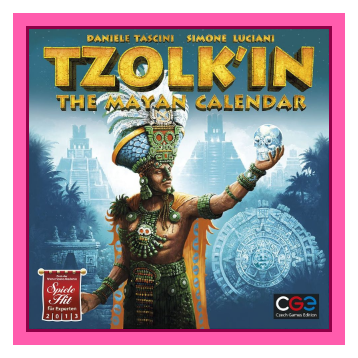 DANIELE TASCINI SIMONE LUCIANI
TZOLK'IN
THE MAYAN CALENDAR
Spiele
Hit
für Experten
2013
CGE
Czech Games Edition